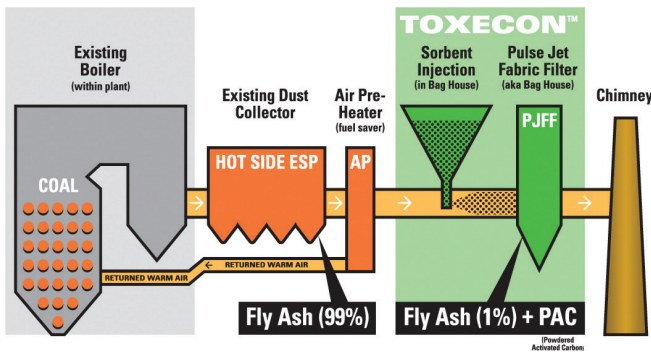 TOXECON™
Existing
Boiler
(within plant)
Existing Dust
Collector
Air Pre-
Heater
(fuel saver)
Sorbent
Injection
(in Bag House)
Pulse Jet
Fabric Filter
(aka Bag House)
Chimney
COAL
HOT SIDE ESP
AP
PJFF
RETURNED WARM AIR
RETURNED WARM AIR
Fly Ash (99%)
Fly Ash (1%) + PAC
(Powdered
Activated Carbon)